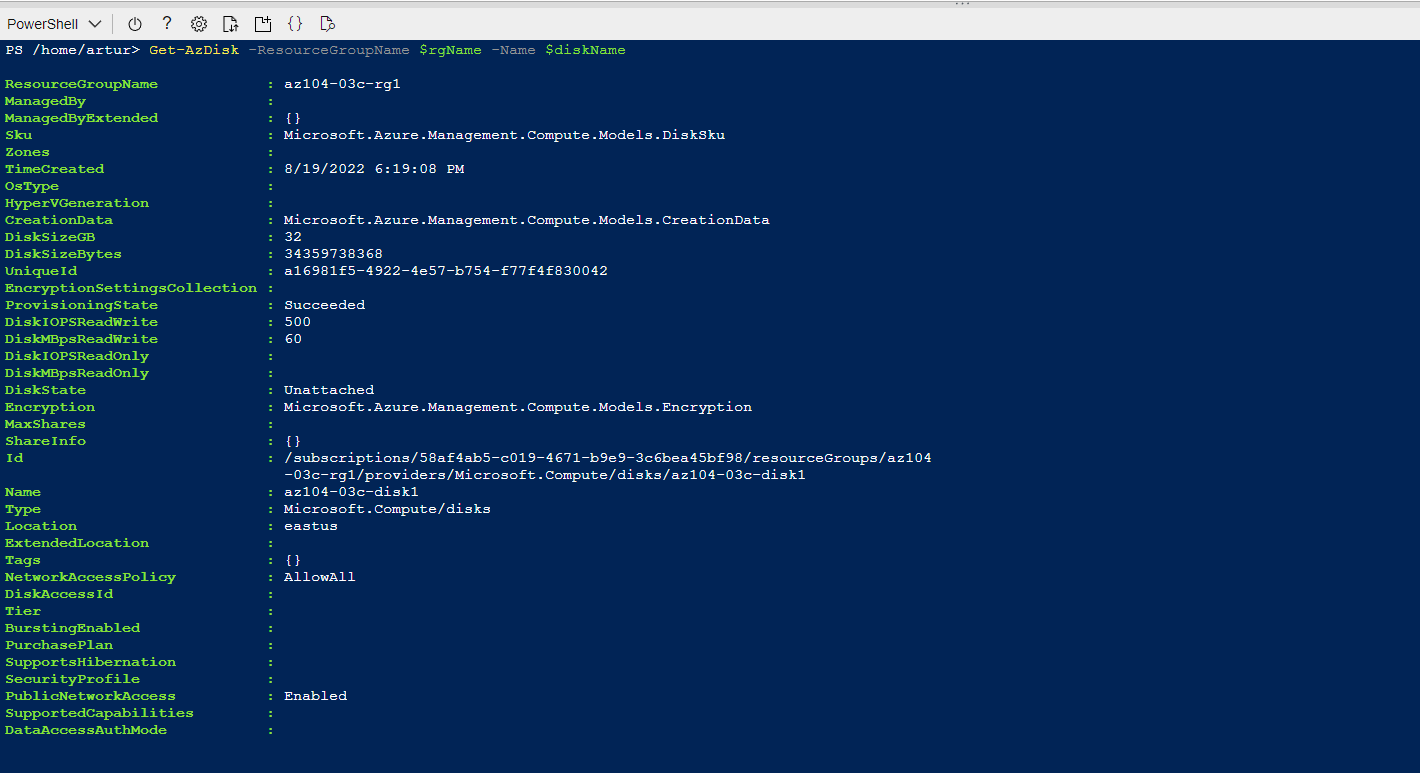 PowerShell
PS /home/artur> Get-AzDisk -ResourceGroupName $rgName -Name $diskName
ResourceGroupName : az104-03c-rg1
ManagedBy :
ManagedByExtended : {}
Sku : Microsoft.Azure.Management.Compute.Models.DiskSku
Zones :
TimeCreated : 8/19/2022 6:19:08 PM
OsType :
HyperVGeneration :
CreationData : Microsoft.Azure.Management.Compute.Models.CreationData
DiskSizeGB : 32
DiskSizeBytes : 34359738368
UniqueId : a16981f5-4922-4e57-b754-f77f4f830042
EncryptionSettingsCollection :
ProvisioningState : Succeeded
DiskIOPSReadWrite : 500
DiskMBpsReadWrite : 60
DiskIOPSReadOnly :
DiskMBpsReadOnly :
DiskState : Unattached
Encryption : Microsoft.Azure.Management.Compute.Models.Encryption
MaxShares :
ShareInfo : {}
Id : /subscriptions/58af4ab5-c019-4671-b9e9-3c6bea45bf98/resourceGroups/az104
-03c-rg1/providers/Microsoft.Compute/disks/az104-03c-disk1
Name : az104-03c-disk1
Type : Microsoft.Compute/disks
Location : eastus
ExtendedLocation :
Tags : {}
NetworkAccessPolicy : AllowAll
DiskAccessId :
Tier :
BurstingEnabled :
PurchasePlan :
SupportsHibernation :
SecurityProfile :
PublicNetworkAccess : Enabled
SupportedCapabilities :
DataAccessAuthMode :